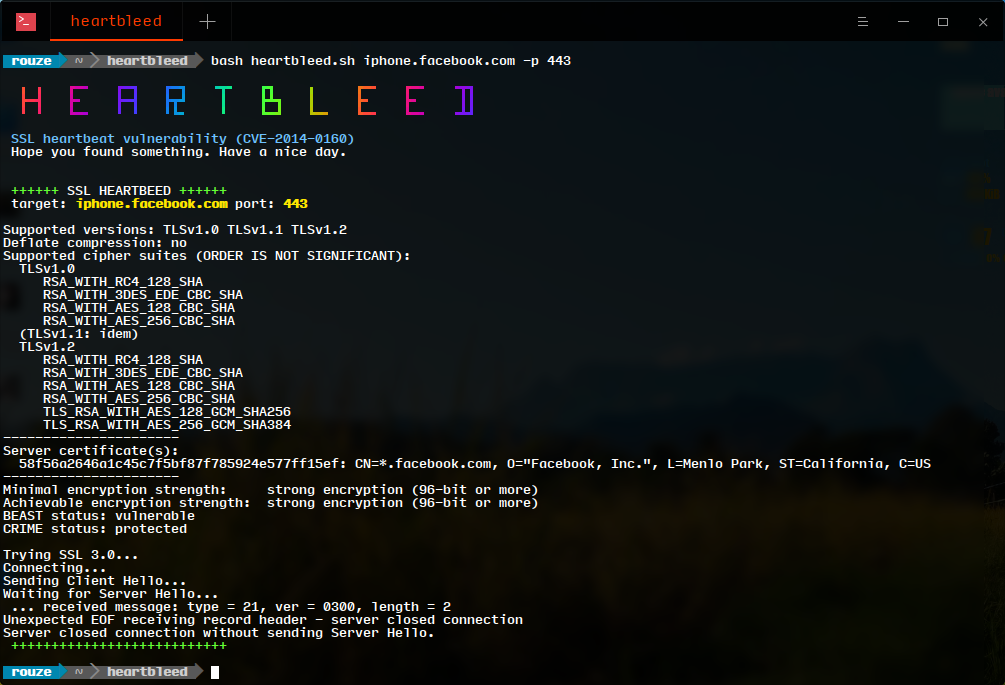 heartbleed
rouze ~ heartbleed bash heartbleed.sh iphone.facebook.com -p 443
H E A R T B L E E D
SSL heartbeat vulnerability (CVE-2014-0160)
Hope you found something. Have a nice day.
++++++ SSL HEARTBEED ++++++
target: iphone.facebook.com port: 443
Supported versions: TLSv1.0 TLSv1.1 TLSv1.2
Deflate compression: no
Supported cipher suites (ORDER IS NOT SIGNIFICANT):
TLSv1.0
RSA_WITH_RC4_128_SHA
RSA_WITH_3DES_EDE_CBC_SHA
RSA_WITH_AES_128_CBC_SHA
RSA_WITH_AES_256_CBC_SHA
(TLSv1.1: idem)
TLSv1.2
RSA_WITH_RC4_128_SHA
RSA_WITH_3DES_EDE_CBC_SHA
RSA_WITH_AES_128_CBC_SHA
RSA_WITH_AES_256_CBC_SHA
TLS_RSA_WITH_AES_128_GCM_SHA256
TLS_RSA_WITH_AES_256_GCM_SHA384
----------------------
Server certificate(s):
58f56a2646a1c45c7f5bf87f785924e577ff15ef: CN=*.facebook.com, O="Facebook, Inc.", L=Menlo Park, ST=California, C=US
----------------------
Minimal encryption strength: strong encryption (96-bit or more)
Achievable encryption strength: strong encryption (96-bit or more)
BEAST status: vulnerable
CRIME status: protected
Trying SSL 3.0...
Connecting...
Sending Client Hello...
Waiting for Server Hello...
... received message: type = 21, ver = 0300, length = 2
Unexpected EOF receiving record header - server closed connection
Server closed connection without sending Server Hello.
+++++++++++++++++++++++++++
rouze ~ heartbleed